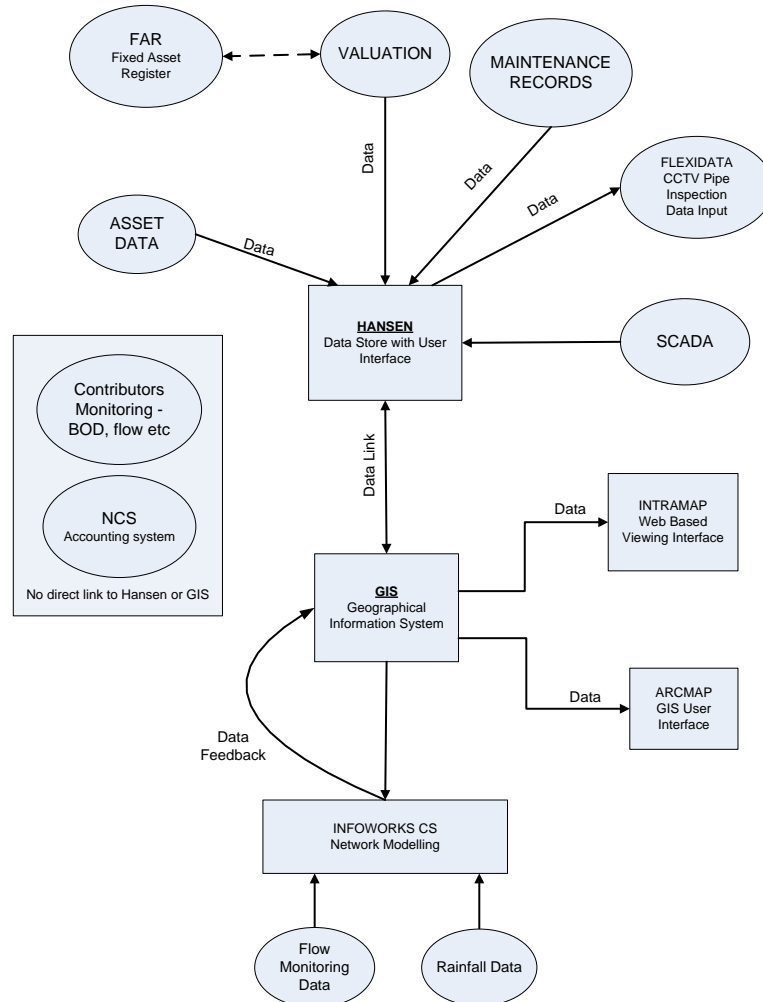 FAR
Fixed Asset
Register
VALUATION
MAINTENANCE
RECORDS
Data
Data
FLEXIDATA
CCTV Pipe
Inspection
Data Input
Data
ASSET
DATA
Data
HANSEN
Data Store with User
Interface
SCADA
Contributors
Monitoring -
BOD, flow etc
NCS
Accounting system
No direct link to Hansen or GIS
Data Link
INTRAMAP
Web Based
Viewing Interface
Data
GIS
Geographical
Information System
ARCMAP
GIS User
Interface
Data
Data
Feedback
INFOWORKS CS
Network Modelling
Flow
Monitoring
Data
Rainfall Data